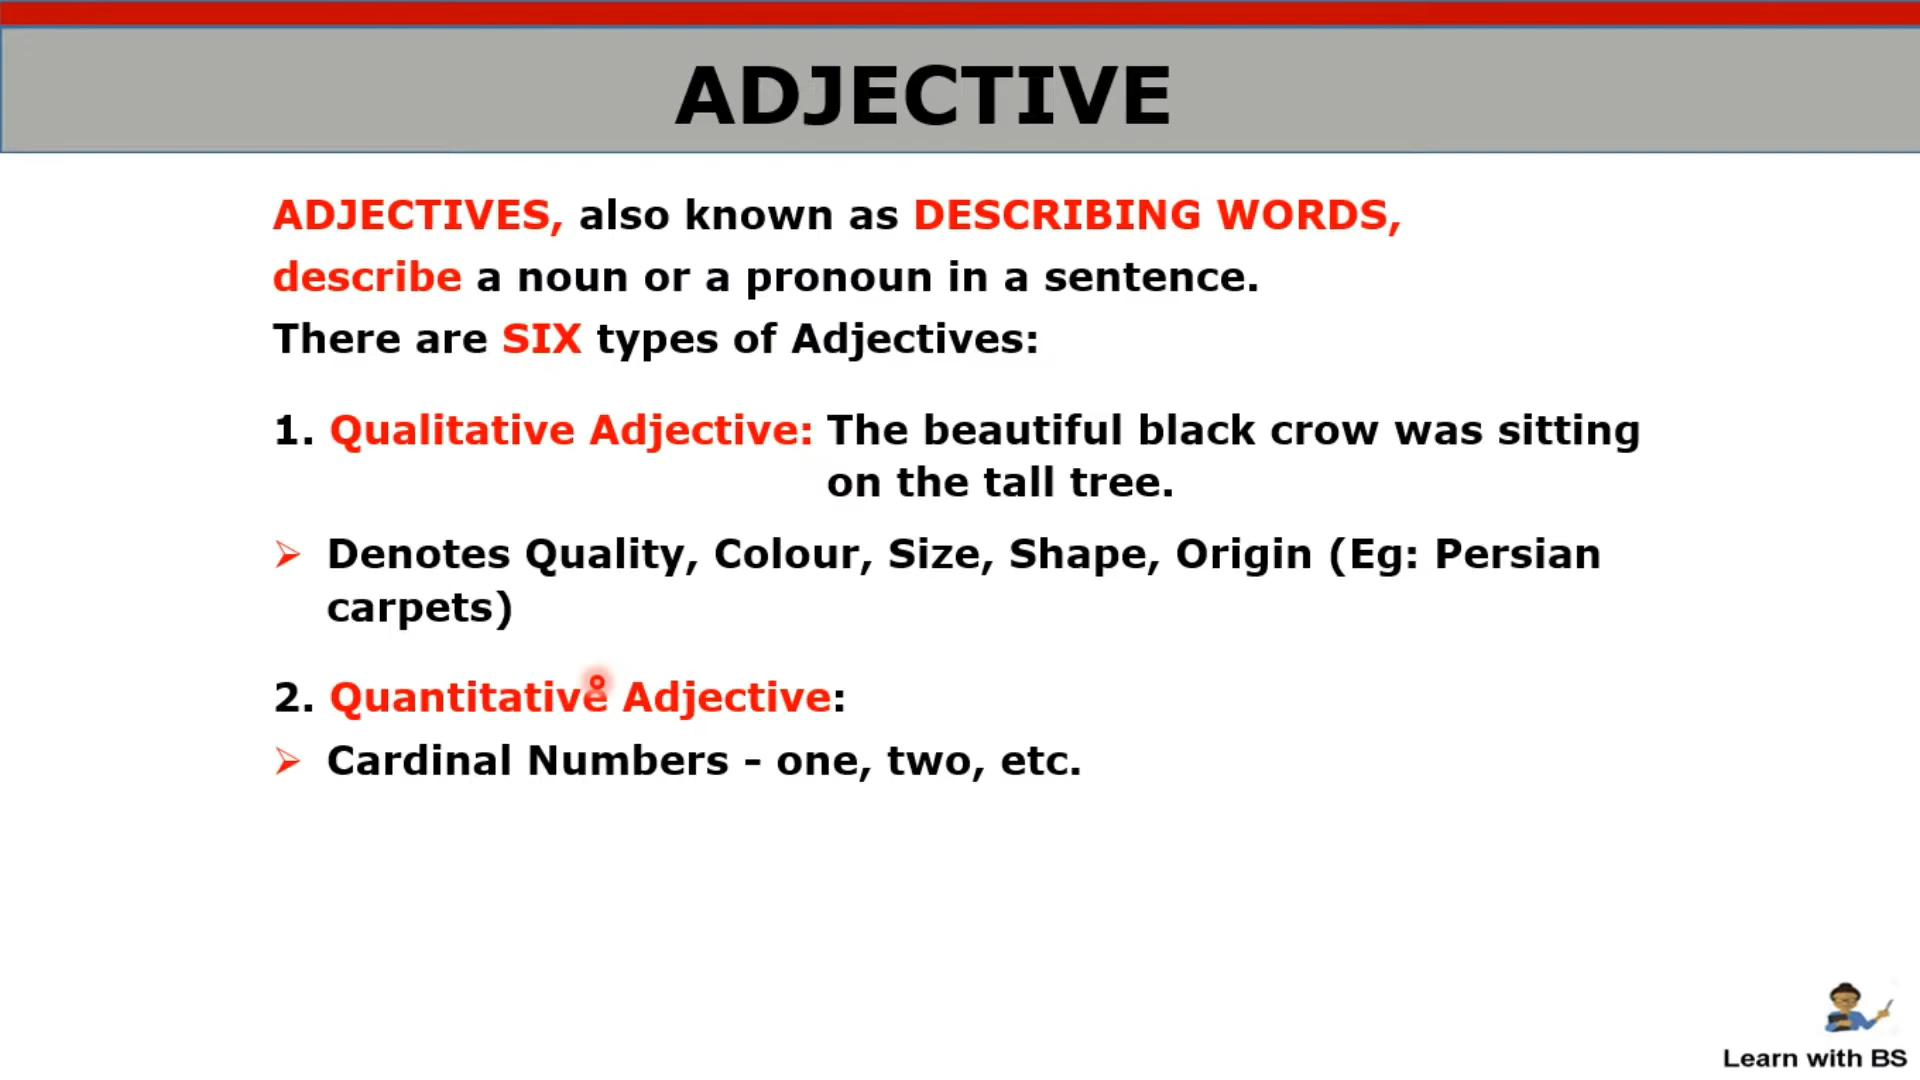 ADJECTIVE
ADJECTIVES, also known as DESCRIBING WORDS,
describe a noun or a pronoun in a sentence.
There are SIX types of Adjectives:
1. Qualitative Adjective: The beautiful black crow was sitting
on the tall tree.
➢ Denotes Quality, Colour, Size, Shape, Origin (Eg: Persian
carpets)
2. Quantitative Adjective:
➢ Cardinal Numbers - one, two, etc.
Learn with BS